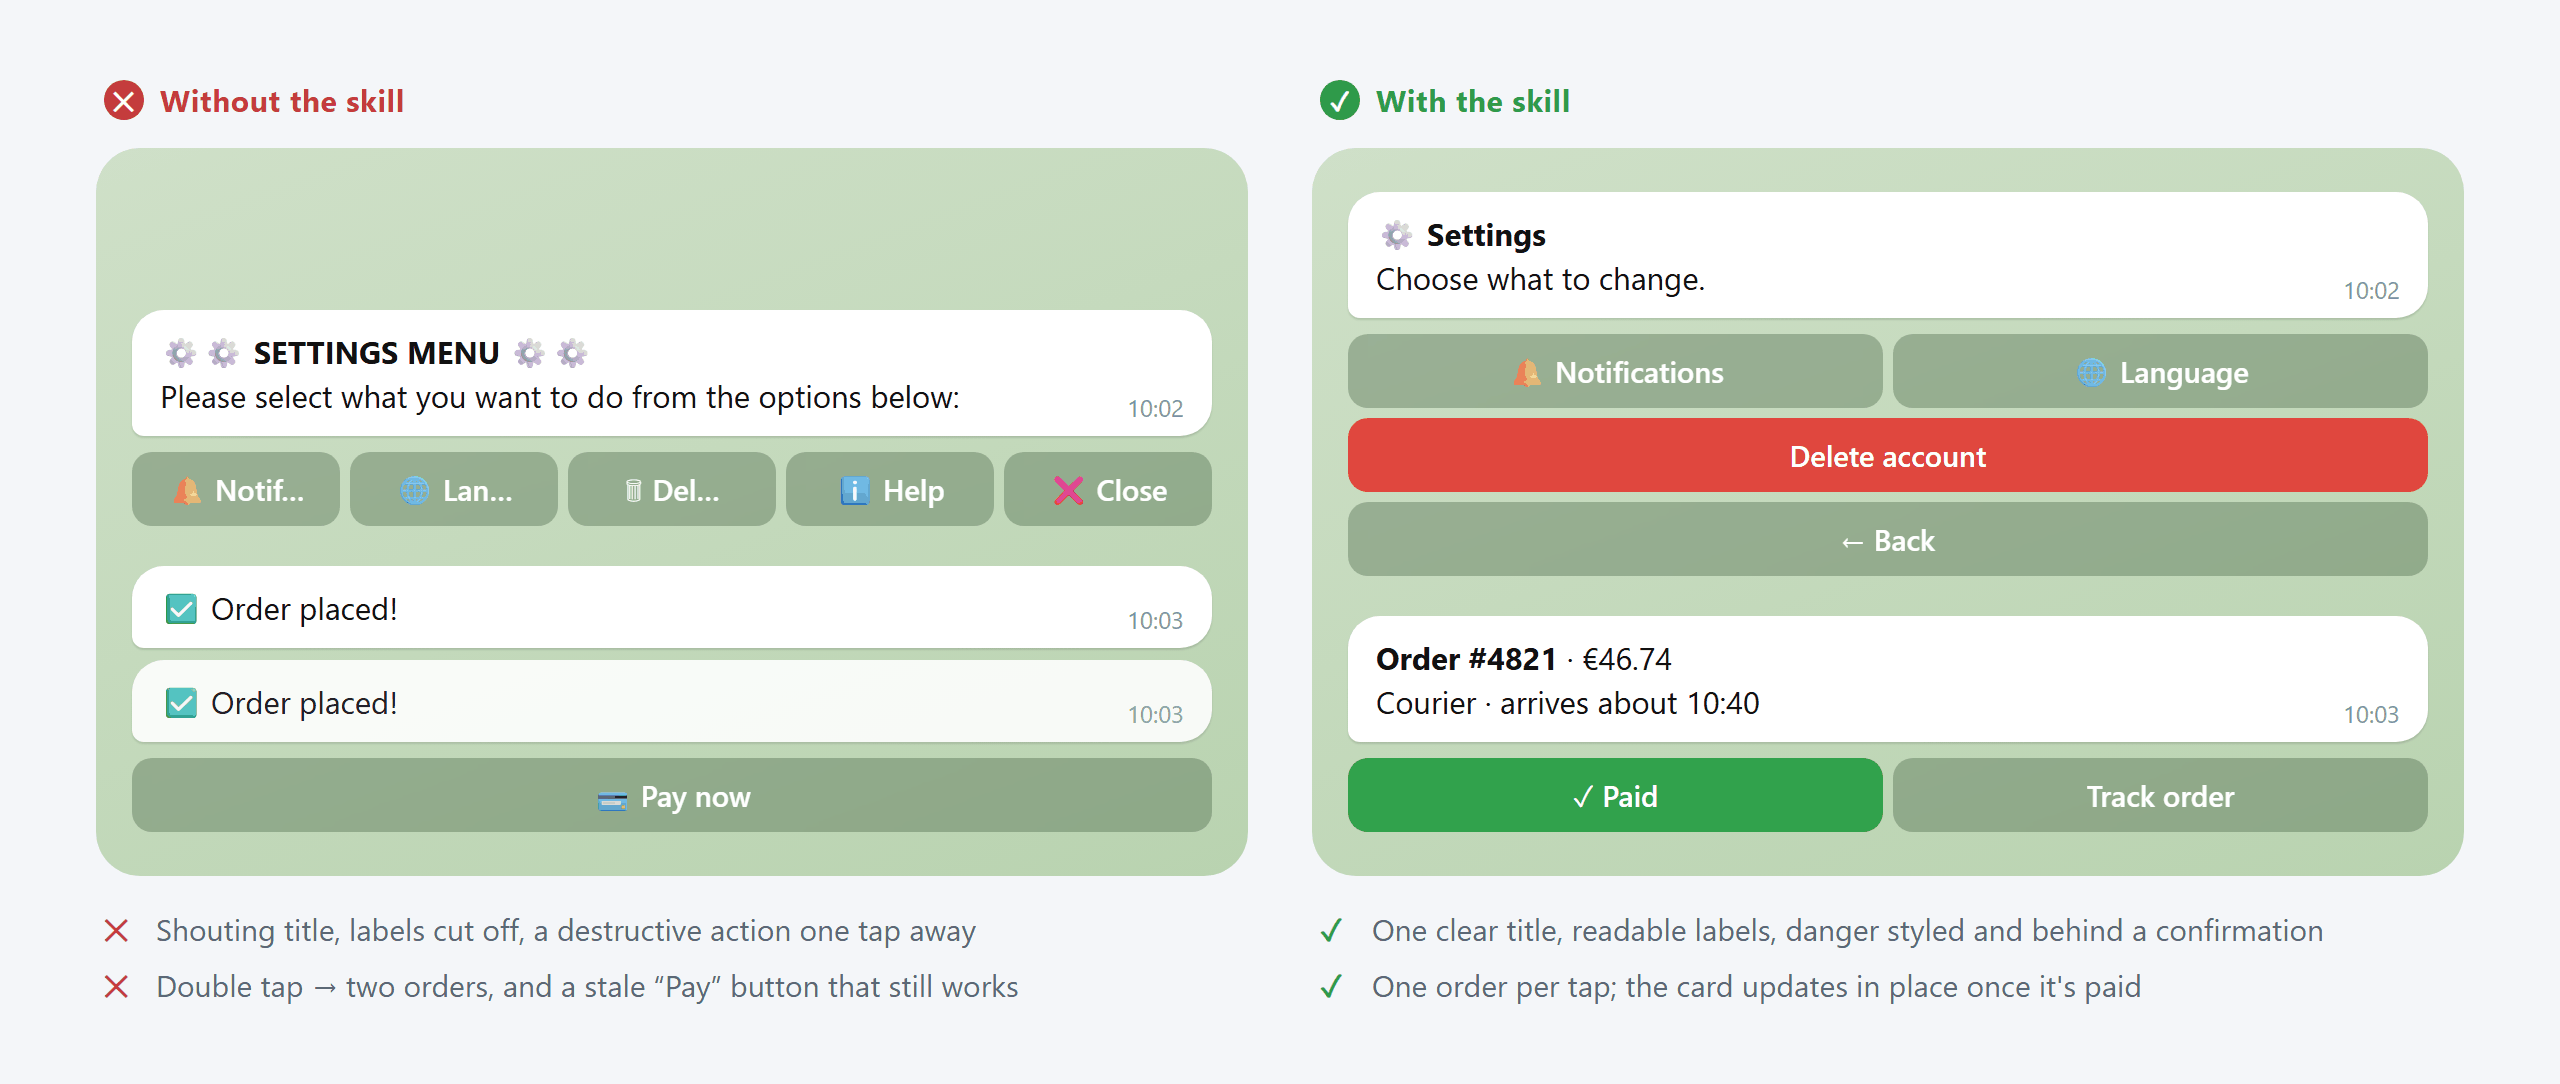 Without the skill
⚙️⚙️ SETTINGS MENU ⚙️⚙️
Please select what you want to do from the options below:
10:02
🔔 Notif...
🌐 Lan...
🗑 Del...
ℹ️ Help
❌ Close
✅ Order placed!
10:03
✅ Order placed!
10:03
💳 Pay now
✕ Shouting title, labels cut off, a destructive action one tap away
✕ Double tap → two orders, and a stale “Pay” button that still works
With the skill
⚙️ Settings
Choose what to change.
10:02
🔔 Notifications
🌐 Language
Delete account
← Back
Order #4821 · €46.74
Courier · arrives about 10:40
10:03
✓ Paid
Track order
✓ One clear title, readable labels, danger styled and behind a confirmation
✓ One order per tap; the card updates in place once it's paid